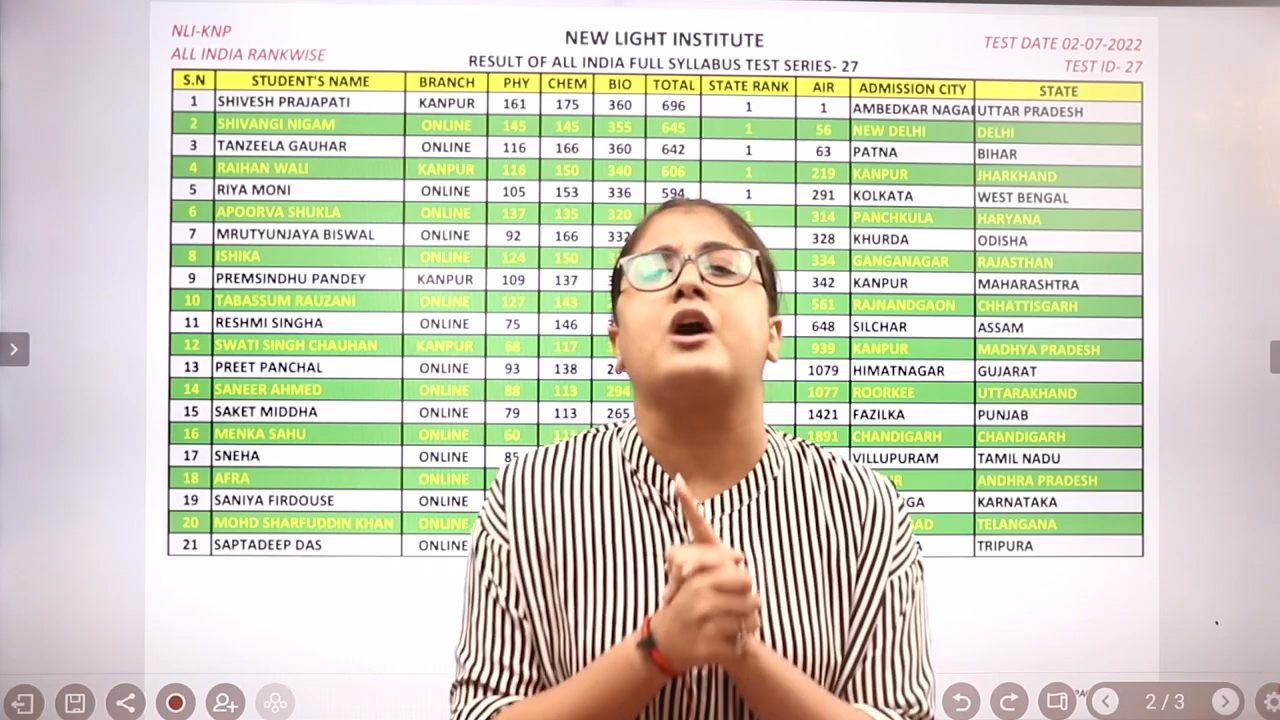 NLI-KNP
ALL INDIA RANKWISE
NEW LIGHT INSTITUTE
RESULT OF ALL INDIA FULL SYLLABUS TEST SERIES- 27
TEST DATE 02-07-2022
TEST ID- 27
S.N STUDENT'S NAME BRANCH PHY CHEM BIO TOTAL STATE RANK AIR ADMISSION CITY STATE
1 SHIVESH PRAJAPATI KANPUR 161 175 360 696 1 1 AMBEDKAR NAGAI UTTAR PRADESH
2 SHIVANGI NIGAM ONLINE 145 145 355 645 1 56 NEW DELHI DELHI
3 TANZEELA GAUHAR ONLINE 116 166 360 642 1 63 PATNA BIHAR
4 RAIHAN WALI KANPUR 116 150 340 606 1 219 KANPUR JHARKHAND
5 RIYA MONI ONLINE 105 153 336 594 1 291 KOLKATA WEST BENGAL
6 APOORVA SHUKLA ONLINE 137 135 320 1 314 PANCHKULA HARYANA
7 MRUTYUNJAYA BISWAL ONLINE 92 166 332 328 KHURDA ODISHA
8 ISHIKA ONLINE 124 150 334 GANGANAGAR RAJASTHAN
9 PREMSINDHU PANDEY KANPUR 109 137 342 KANPUR MAHARASHTRA
10 TABASSUM RAUZANI ONLINE 127 143 561 RAJNANDGAON CHHATTISGARH
11 RESHMI SINGHA ONLINE 75 146 648 SILCHAR ASSAM
12 SWATI SINGH CHAUHAN KANPUR 68 117 939 KANPUR MADHYA PRADESH
13 PREET PANCHAL ONLINE 93 138 1079 HIMATNAGAR GUJARAT
14 SANEER AHMED ONLINE 88 113 294 1077 ROORKEE UTTARAKHAND
15 SAKET MIDDHA ONLINE 79 113 265 1421 FAZILKA PUNJAB
16 MENKA SAHU ONLINE 60 1891 CHANDIGARH CHANDIGARH
17 SNEHA ONLINE 85 VILLUPURAM TAMIL NADU
18 AFRA ONLINE ANDHRA PRADESH
19 SANIYA FIRDOUSE ONLINE KARNATAKA
20 MOHD SHARFUDDIN KHAN ONLINE TELANGANA
21 SAPTADEEP DAS ONLINE TRIPURA
2/3